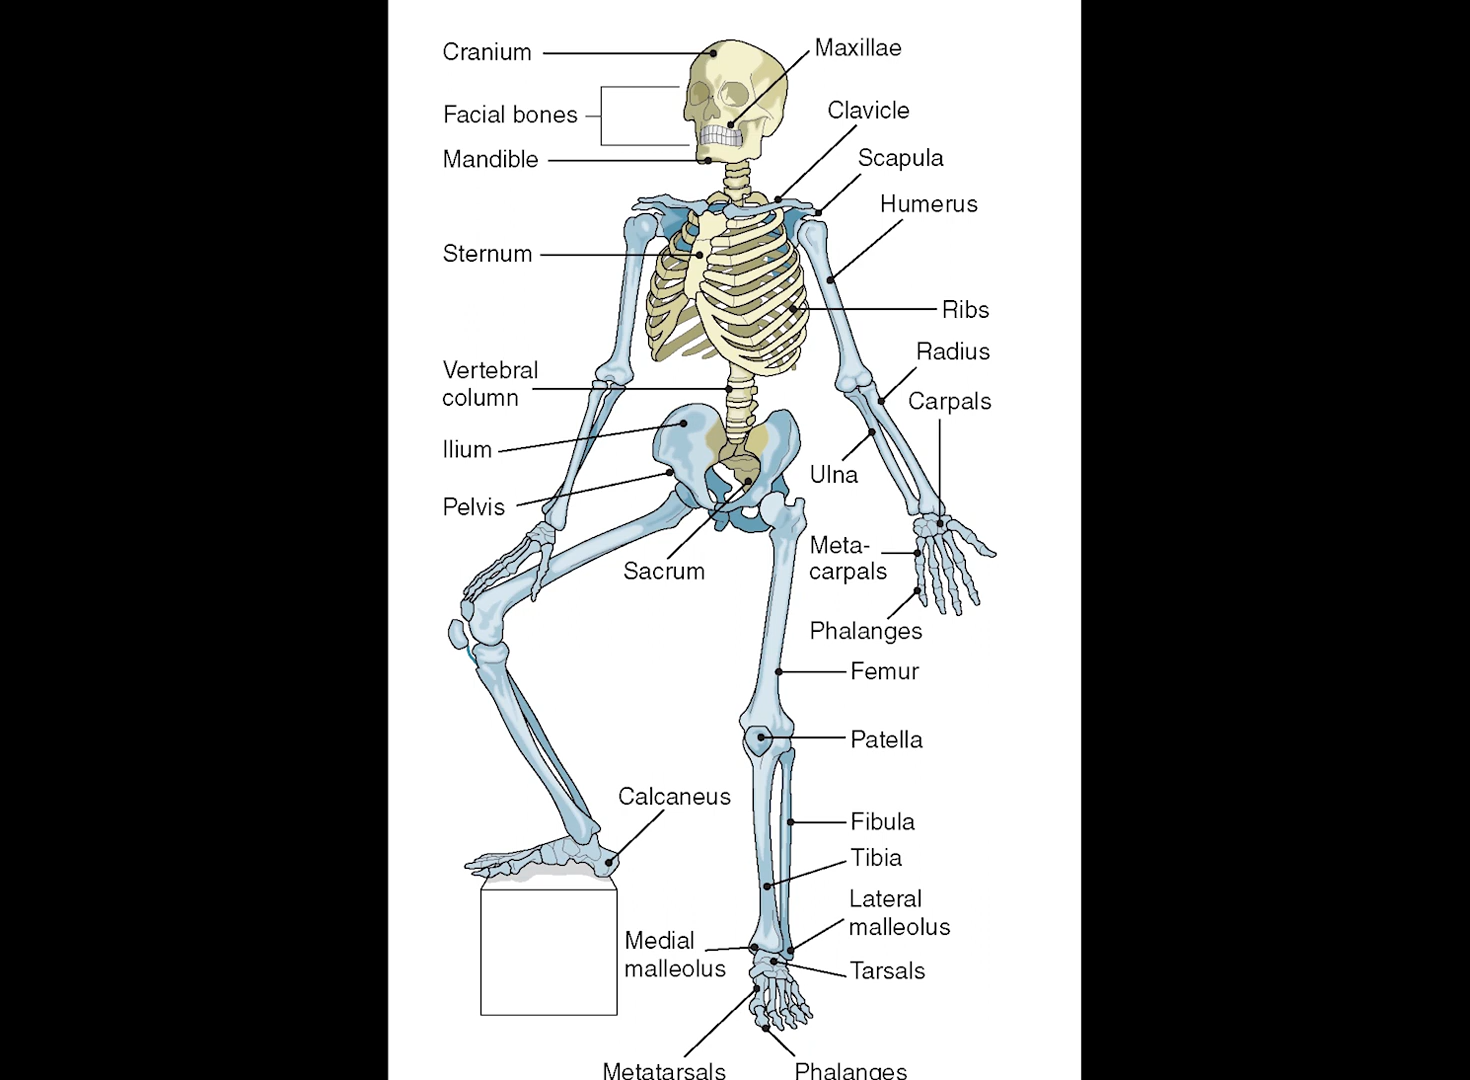 Cranium
Maxillae
Facial bones
Clavicle
Mandible
Scapula
Humerus
Sternum
Ribs
Radius
Vertebral
column
Carpals
Ilium
Ulna
Pelvis
Meta-
carpals
Sacrum
Phalanges
Femur
Patella
Calcaneus
Fibula
Tibia
Lateral
malleolus
Medial
malleolus
Tarsals
Metatarsals
Phalanges